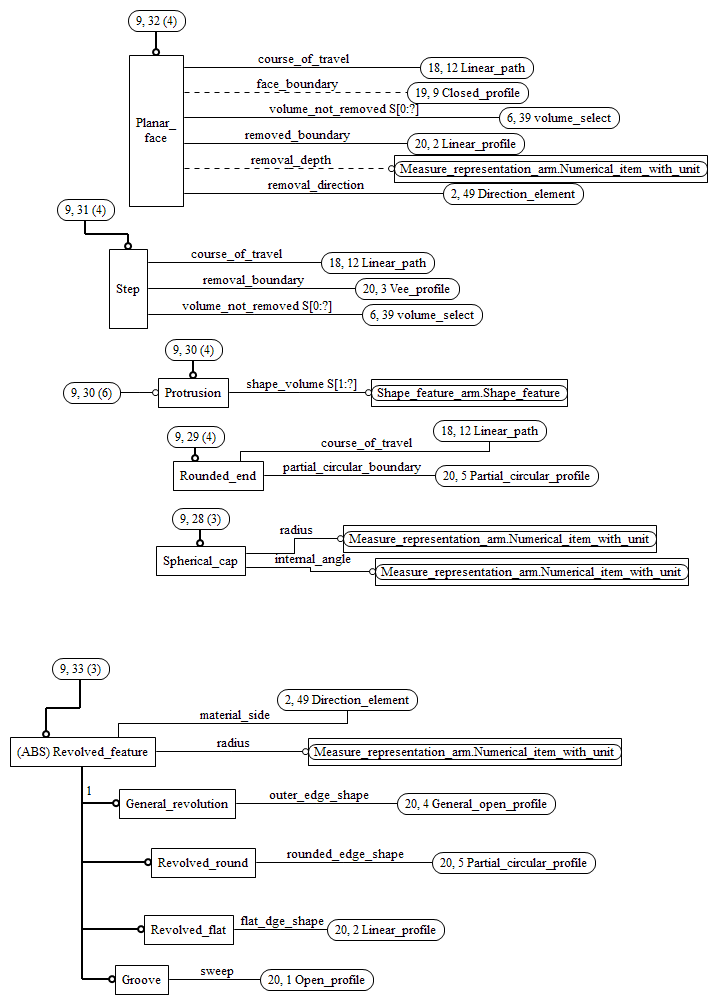 9, 32 (4)
course_of_travel
18, 12 Linear_path
face_boundary
19, 9 Closed_profile
volume_not_removed S[0:?]
6, 39 volume_select
Planar_
face
removed_boundary
20, 2 Linear_profile
removal_depth
Measure_representation_arm.Numerical_item_with_unit
removal_direction
2, 49 Direction_element
9, 31 (4)
course_of_travel
18, 12 Linear_path
Step
removal_boundary
20, 3 Vee_profile
volume_not_removed S[0:?]
6, 39 volume_select
9, 30 (4)
9, 30 (6)
Protrusion
shape_volume S[1:?]
Shape_feature_arm.Shape_feature
9, 29 (4)
18, 12 Linear_path
course_of_travel
Rounded_end
partial_circular_boundary
20, 5 Partial_circular_profile
9, 28 (3)
radius
Measure_representation_arm.Numerical_item_with_unit
Spherical_cap
internal_angle
Measure_representation_arm.Numerical_item_with_unit
9, 33 (3)
2, 49 Direction_element
material_side
(ABS) Revolved_feature
radius
Measure_representation_arm.Numerical_item_with_unit
1
General_revolution
outer_edge_shape
20, 4 General_open_profile
Revolved_round
rounded_edge_shape
20, 5 Partial_circular_profile
Revolved_flat
flat_dge_shape
20, 2 Linear_profile
Groove
sweep
20, 1 Open_profile